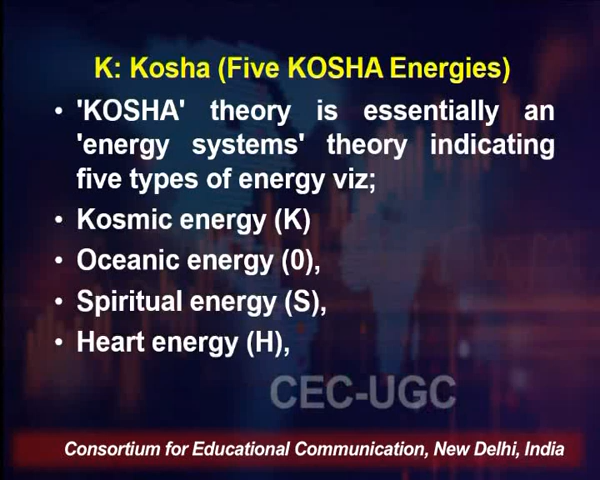 K: Kosha (Five KOSHA Energies)
• 'KOSHA' theory is essentially an
'energy systems' theory indicating
five types of energy viz;
• Kosmic energy (K)
• Oceanic energy (0),
• Spiritual energy (S),
• Heart energy (H),
CEC-UGC
Consortium for Educational Communication, New Delhi, India